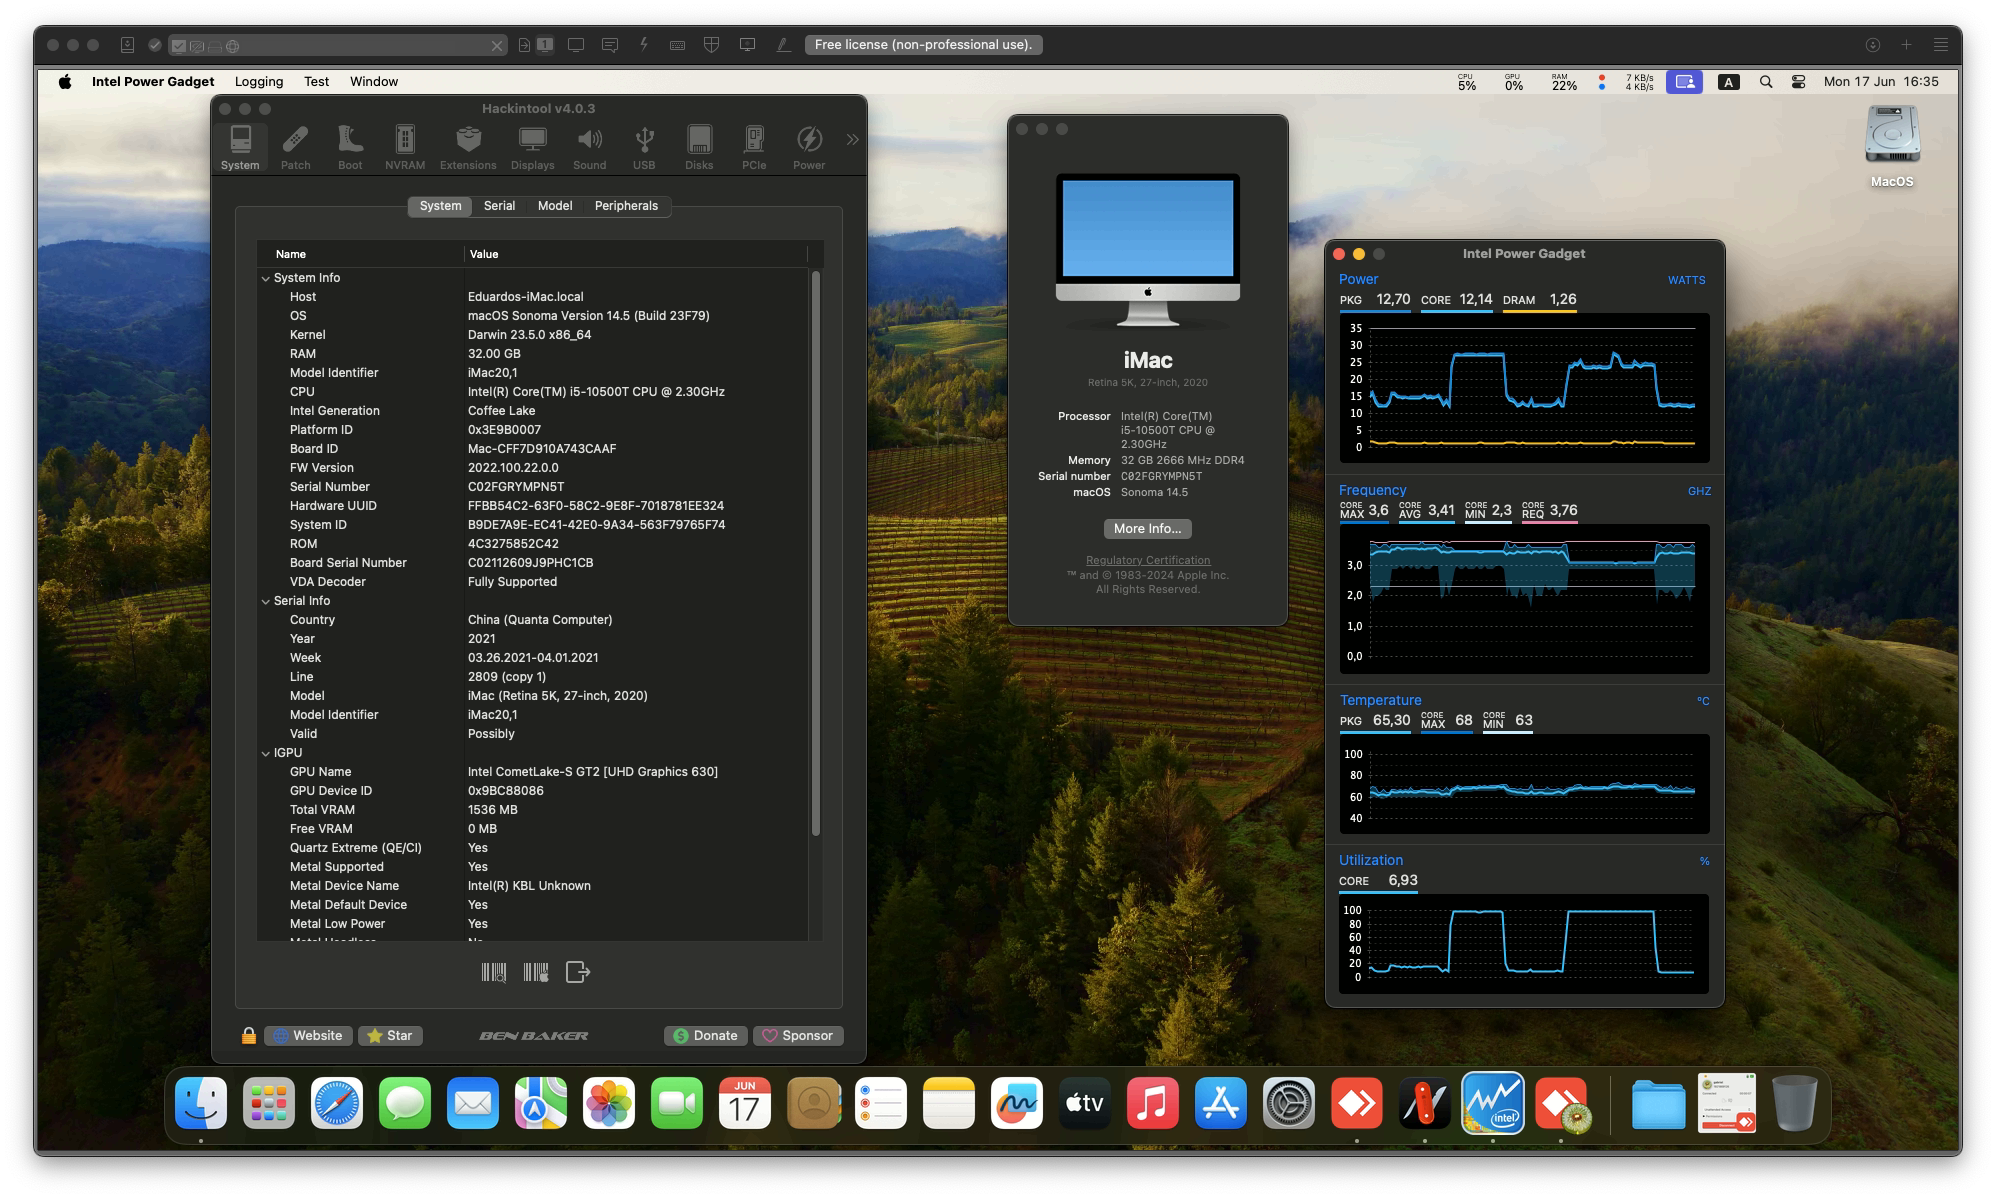 Free license (non-professional use).
Intel Power Gadget Logging Test Window
CPU 5% GPU 0% RAM 22% 7 KB/s 4 KB/s A Mon 17 Jun 16:35
MacOS
Hackintool v4.0.3
System Patch Boot NVRAM Extensions Displays Sound USB Disks PCIe Power
System Serial Model Peripherals
Name Value
System Info
Host Eduardos-iMac.local
OS macOS Sonoma Version 14.5 (Build 23F79)
Kernel Darwin 23.5.0 x86_64
RAM 32.00 GB
Model Identifier iMac20,1
CPU Intel(R) Core(TM) i5-10500T CPU @ 2.30GHz
Intel Generation Coffee Lake
Platform ID 0x3E9B0007
Board ID Mac-CFF7D910A743CAAF
FW Version 2022.100.22.0.0
Serial Number C02FGRYMPN5T
Hardware UUID FFBB54C2-63F0-58C2-9E8F-7018781EE324
System ID B9DE7A9E-EC41-42E0-9A34-563F79765F74
ROM 4C3275852C42
Board Serial Number C02112609J9PHC1CB
VDA Decoder Fully Supported
Serial Info
Country China (Quanta Computer)
Year 2021
Week 03.26.2021-04.01.2021
Line 2809 (copy 1)
Model iMac (Retina 5K, 27-inch, 2020)
Model Identifier iMac20,1
Valid Possibly
IGPU
GPU Name Intel CometLake-S GT2 [UHD Graphics 630]
GPU Device ID 0x9BC88086
Total VRAM 1536 MB
Free VRAM 0 MB
Quartz Extreme (QE/CI) Yes
Metal Supported Yes
Metal Device Name Intel(R) KBL Unknown
Metal Default Device Yes
Metal Low Power Yes
Website Star BEN BAKER Donate Sponsor
iMac
Retina 5K, 27-inch, 2020
Processor Intel(R) Core(TM)
i5-10500T CPU @
2.30GHz
Memory 32 GB 2666 MHz DDR4
Serial number C02FGRYMPN5T
macOS Sonoma 14.5
More Info...
Regulatory Certification
™ and © 1983-2024 Apple Inc.
All Rights Reserved.
Intel Power Gadget
Power WATTS
PKG 12,70 CORE 12,14 DRAM 1,26
35
30
25
20
15
10
5
0
Frequency GHZ
CORE MAX 3,6 CORE AVG 3,41 CORE MIN 2,3 CORE REQ 3,76
3,0
2,0
1,0
0,0
Temperature °C
PKG 65,30 CORE MAX 68 CORE MIN 63
100
80
60
40
Utilization %
CORE 6,93
100
80
60
40
20
0
JUN
17
tv
intel